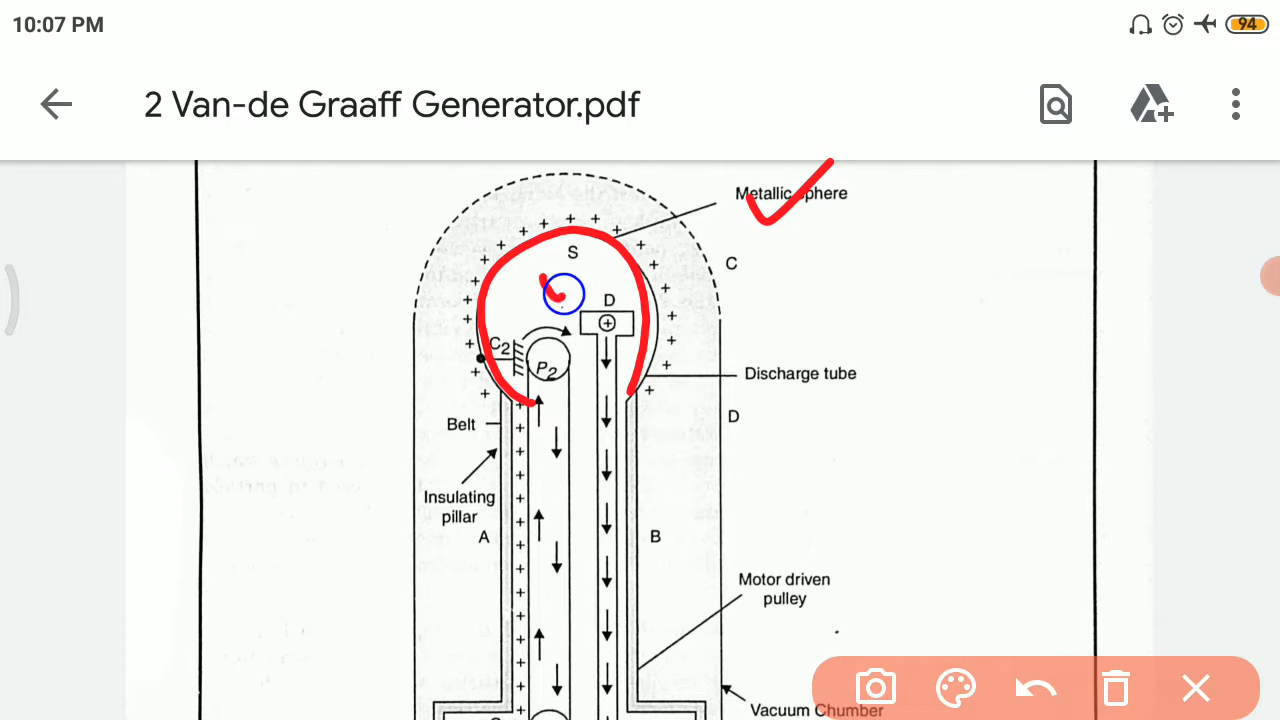 10:07 PM
94
2 Van-de Graaff Generator.pdf
Metallic sphere
S
C
D
C2
P2
Discharge tube
Belt
D
Insulating
pillar
A
B
Motor driven
pulley
Vacuum Chumber